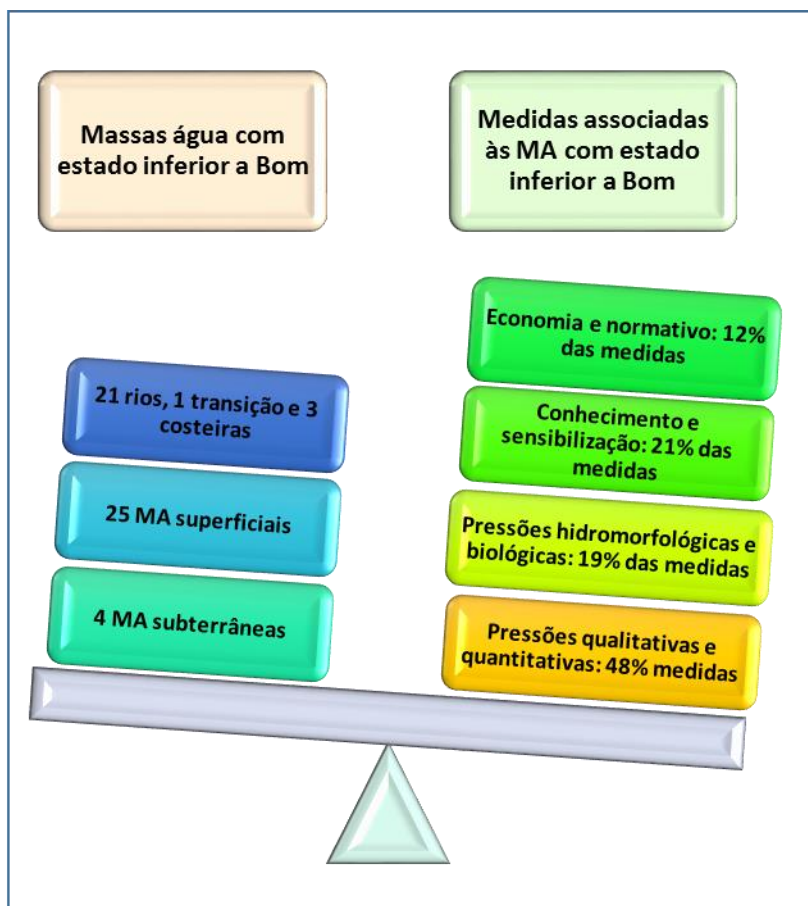 Massas água com
estado inferior a Bom
Medidas associadas
às MA com estado
inferior a Bom
21 rios, 1 transição e 3
costeiras
25 MA superficiais
4 MA subterrâneas
Economia e normativo: 12%
das medidas
Conhecimento e
sensibilização: 21% das
medidas
Pressões hidromorfológicas e
biológicas: 19% das medidas
Pressões qualitativas e
quantitativas: 48% medidas